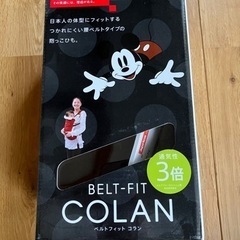 日本人の体型にフィットする
つかれにくい腰ベルトタイプの
抱っこひも。
通気性
3倍
BELT-FIT
COLAN
ベルトフィット コラン